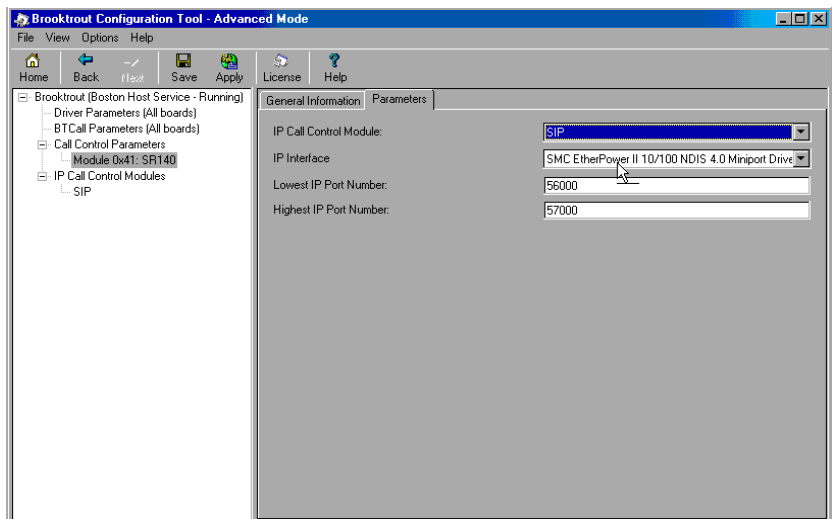 Brooktrout Configuration Tool - Advanced Mode
File View Options Help
Home Back Next Save Apply License Help
Brooktrout (Boston Host Service - Running)
Driver Parameters (All boards)
BTCall Parameters (All boards)
Call Control Parameters
Module 0x41: SR140
IP Call Control Modules
SIP
General Information Parameters
IP Call Control Module: SIP
IP Interface SMC EtherPower II 10/100 NDIS 4.0 Miniport Drive
Lowest IP Port Number: 56000
Highest IP Port Number: 57000